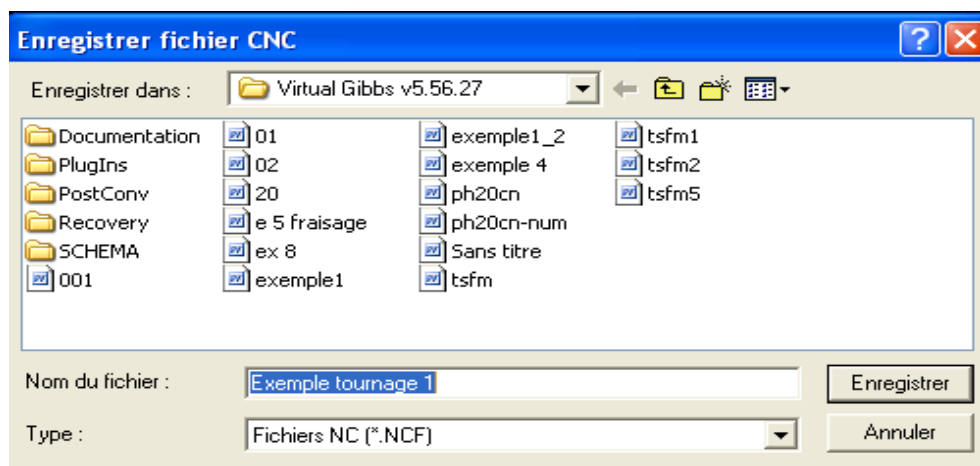 Enregistrer fichier CNC
Enregistrer dans :
Virtual Gibbs v5.56.27
Documentation
PlugIns
PostConv
Recovery
SCHEMA
001
01
02
20
e 5 fraisage
ex 8
exemple1
exemple1_2
exemple 4
ph20cn
ph20cn-num
Sans titre
tsfm
tsfm1
tsfm2
tsfm5
Nom du fichier :
Exemple tournage 1
Enregistrer
Type :
Fichiers NC (*.NCF)
Annuler